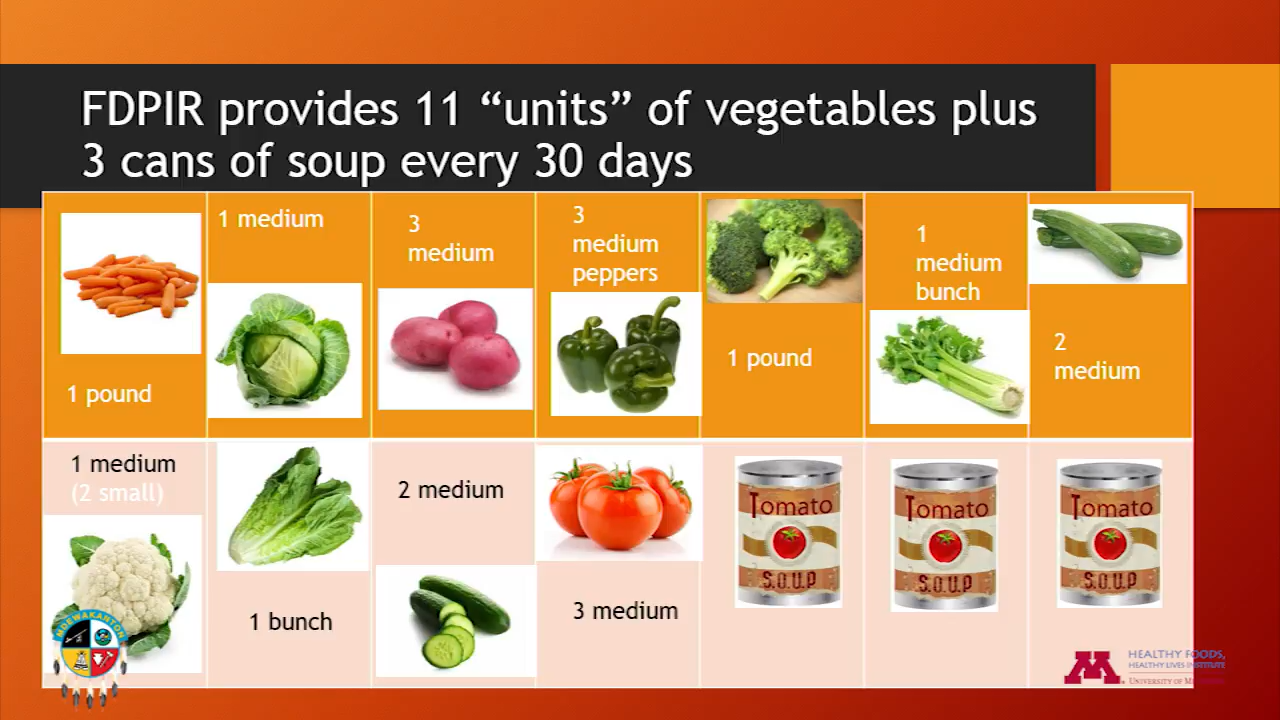 FDPIR provides 11 “units” of vegetables plus
3 cans of soup every 30 days
1 pound
1 medium
3
medium
3
medium
peppers
1 pound
1
medium
bunch
2
medium
1 medium
(2 small)
1 bunch
2 medium
3 medium
Tomato
SOUP
Tomato
SOUP
Tomato
SOUP
MDEWAKANTON
M
HEALTHY FOODS,
HEALTHY LIVES INSTITUTE
UNIVERSITY OF